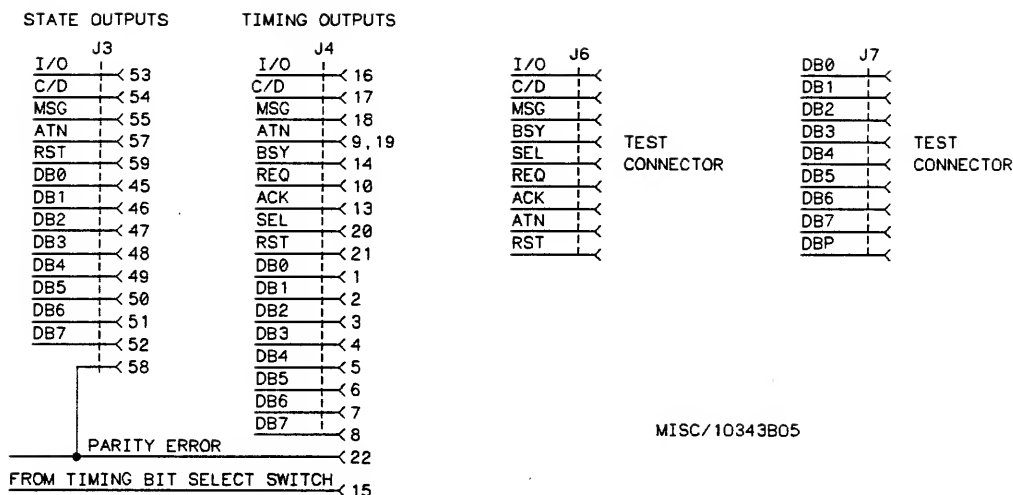 STATE OUTPUTS
J3
I/O 53
C/D 54
MSG 55
ATN 57
RST 59
DB0 45
DB1 46
DB2 47
DB3 48
DB4 49
DB5 50
DB6 51
DB7 52
58
TIMING OUTPUTS
J4
I/O 16
C/D 17
MSG 18
ATN 9,19
BSY 14
REQ 10
ACK 13
SEL 20
RST 21
DB0 1
DB1 2
DB2 3
DB3 4
DB4 5
DB5 6
DB6 7
DB7 8
PARITY ERROR 22
FROM TIMING BIT SELECT SWITCH 15
J6
I/O
C/D
MSG
BSY
SEL
REQ
ACK
ATN
RST
TEST
CONNECTOR
J7
DB0
DB1
DB2
DB3
DB4
DB5
DB6
DB7
DBP
TEST
CONNECTOR
MISC/10343B05